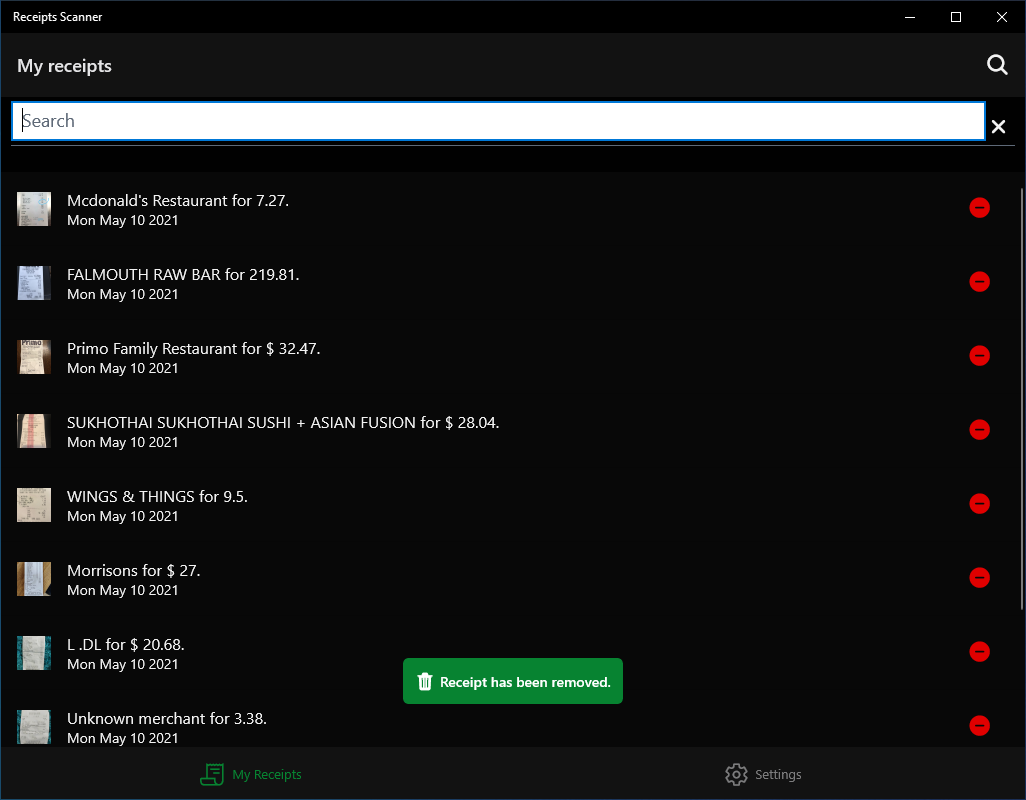 Receipts Scanner
My receipts
Search
Mcdonald's Restaurant for 7.27.
Mon May 10 2021
FALMOUTH RAW BAR for 219.81.
Mon May 10 2021
Primo
Primo Family Restaurant for $ 32.47.
Mon May 10 2021
SUKHOTHAI SUKHOTHAI SUSHI + ASIAN FUSION for $ 28.04.
Mon May 10 2021
WINGS & THINGS for 9.5.
Mon May 10 2021
Morrisons for $ 27.
Mon May 10 2021
L .DL for $ 20.68.
Mon May 10 2021
Receipt has been removed.
Unknown merchant for 3.38.
Mon May 10 2021
My Receipts
Settings